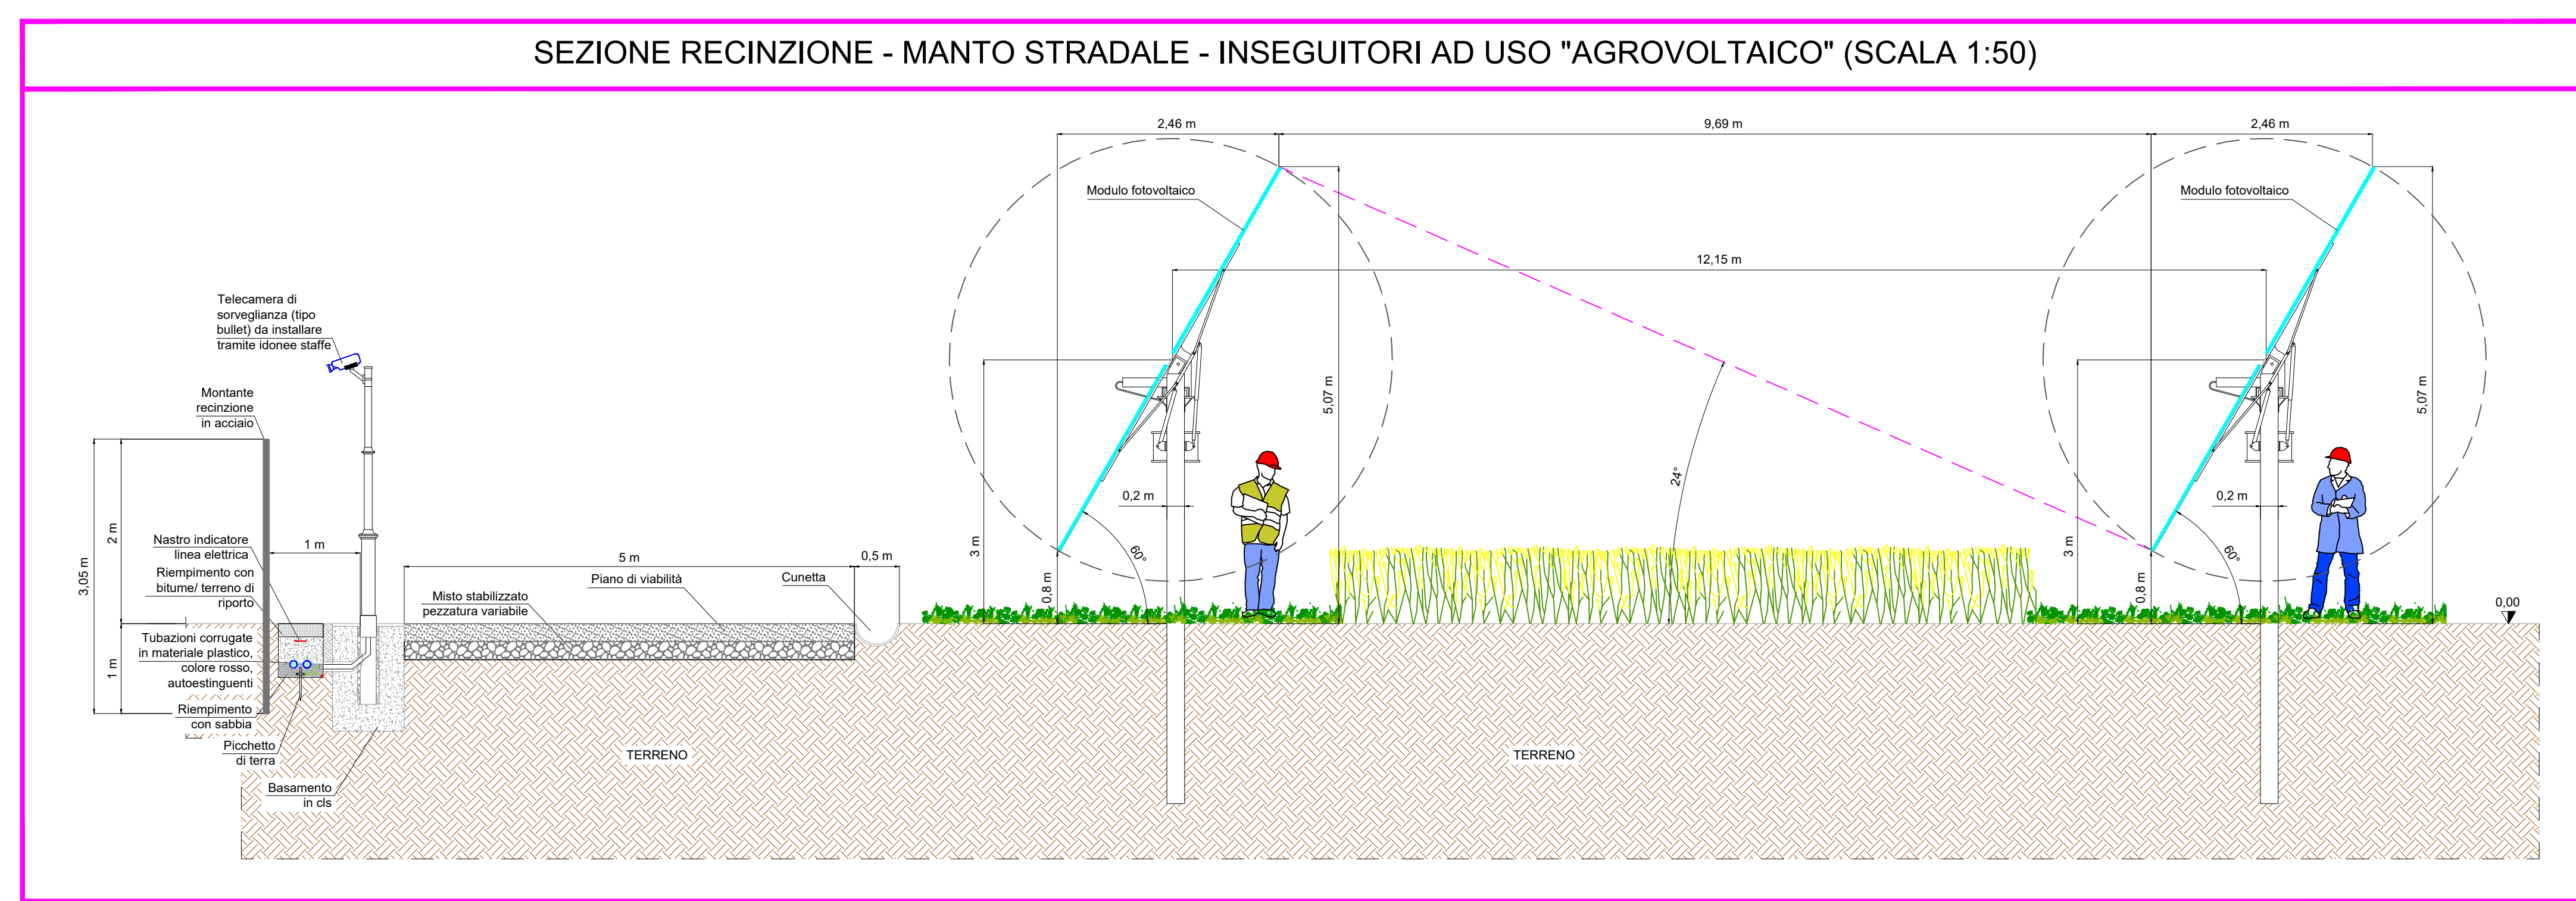 SEZIONE RECINZIONE - MANTO STRADALE - INSEGUITORI AD USO "AGROVOLTAICO" (SCALA 1:50)
2,46 m
9,69 m
2,46 m
Modulo fotovoltaico
Modulo fotovoltaico
12,15 m
Telecamera di
sorveglianza (tipo
bullet) da installare
tramite idonee staffe
Montante
recinzione
in acciaio
5,07 m
5,07 m
24°
0,2 m
0,2 m
3,05 m
2 m
1 m
Nastro indicatore
linea elettrica
Riempimento con
bitume/ terreno di
riporto
1 m
5 m
0,5 m
Piano di viabilità
Cunetta
Misto stabilizzato
pezzatura variabile
3 m
0,8 m
60°
3 m
0,8 m
60°
0,00
Tubazioni corrugate
in materiale plastico,
colore rosso,
autoestinguenti
Riempimento
con sabbia
Picchetto
di terra
Basamento
in cls
TERRENO
TERRENO